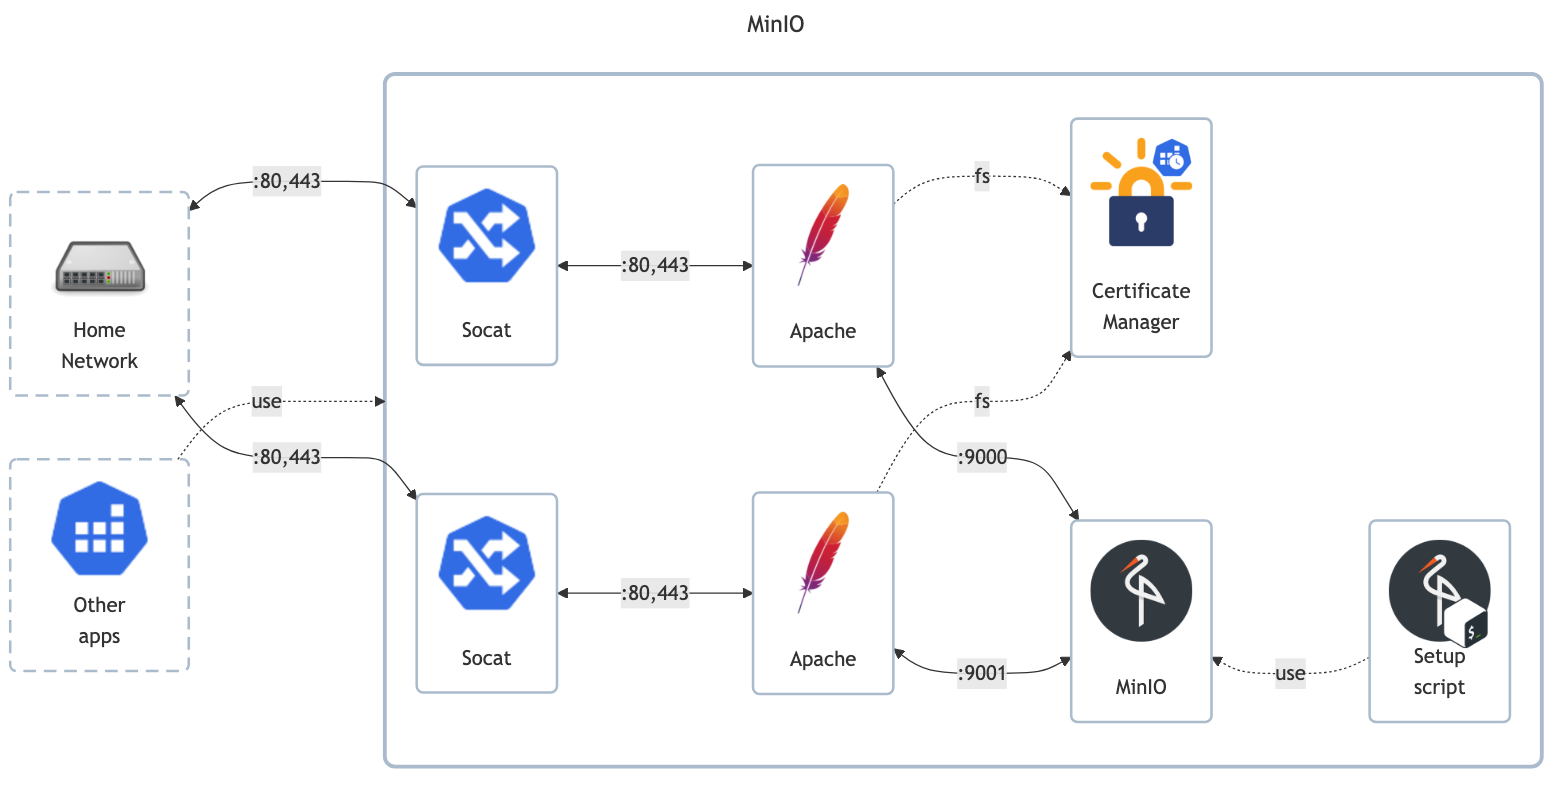 MinIO
:80,443
Home
Network
Socat
:80,443
Apache
fs
Certificate
Manager
use
:80,443
fs
:9000
Other
apps
Socat
:80,443
Apache
:9001
MinIO
use
$_
Setup
script